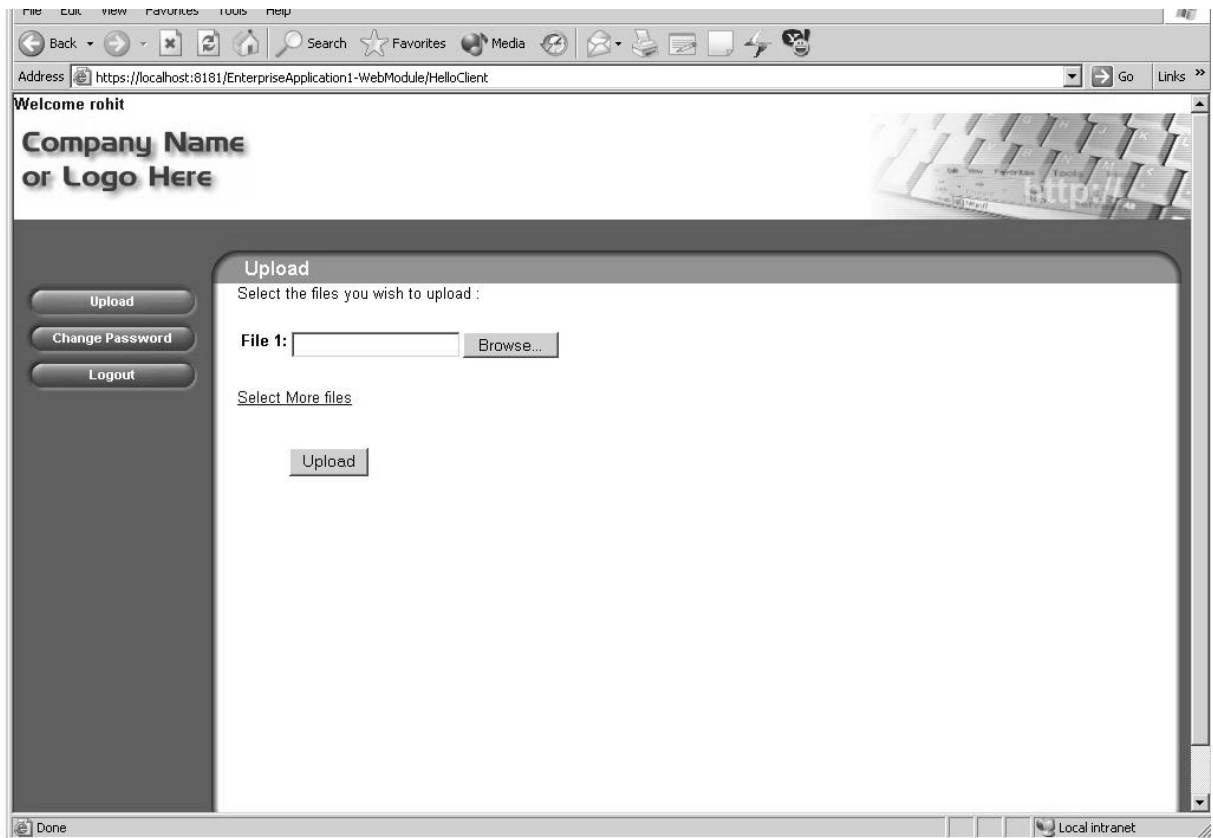 File Edit View Favorites Tools Help
Back Search Favorites Media
Address https://localhost:8181/EnterpriseApplication1-WebModule/HelloClient Go Links »
Welcome rohit
Company Name
or Logo Here
http://
Upload
Select the files you wish to upload :
Upload
Change Password
Logout
File 1: Browse...
Select More files
Upload
Done Local intranet